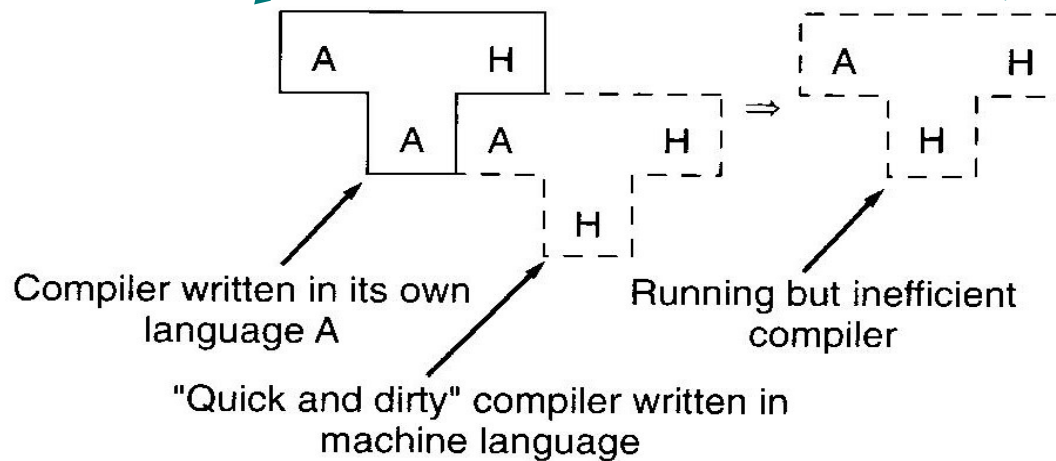 A H
A H
A A H
H
H
Compiler written in its own
language A
Running but inefficient
compiler
"Quick and dirty" compiler written in
machine language